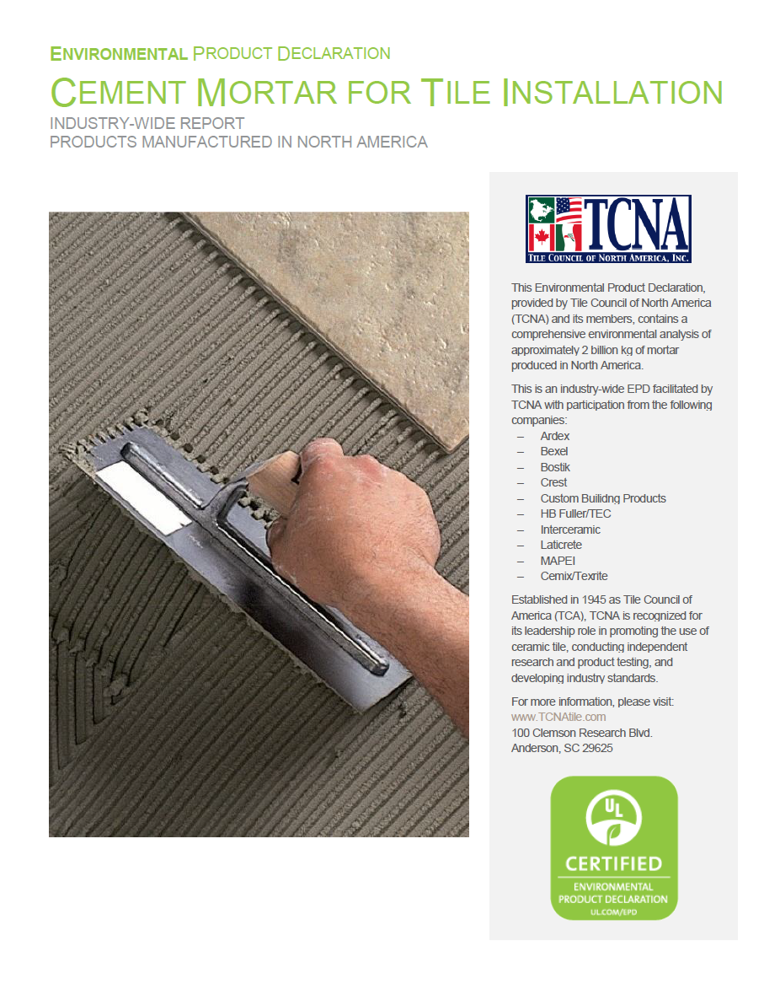 ENVIRONMENTAL PRODUCT DECLARATION
CEMENT MORTAR FOR TILE INSTALLATION
INDUSTRY-WIDE REPORT
PRODUCTS MANUFACTURED IN NORTH AMERICA
TCNA
TILE COUNCIL OF NORTH AMERICA, INC.
This Environmental Product Declaration,
provided by Tile Council of North America
(TCNA) and its members, contains a
comprehensive environmental analysis of
approximately 2 billion kg of mortar
produced in North America.
This is an industry-wide EPD facilitated by
TCNA with participation from the following
companies:
– Ardex
– Bexel
– Bostik
– Crest
– Custom Builidng Products
– HB Fuller/TEC
– Interceramic
– Laticrete
– MAPEI
– Cemix/Texrite
Established in 1945 as Tile Council of
America (TCA), TCNA is recognized for
its leadership role in promoting the use of
ceramic tile, conducting independent
research and product testing, and
developing industry standards.
For more information, please visit:
www.TCNAtile.com
100 Clemson Research Blvd.
Anderson, SC 29625
UL
CERTIFIED
ENVIRONMENTAL
PRODUCT DECLARATION
UL.COM/EPD